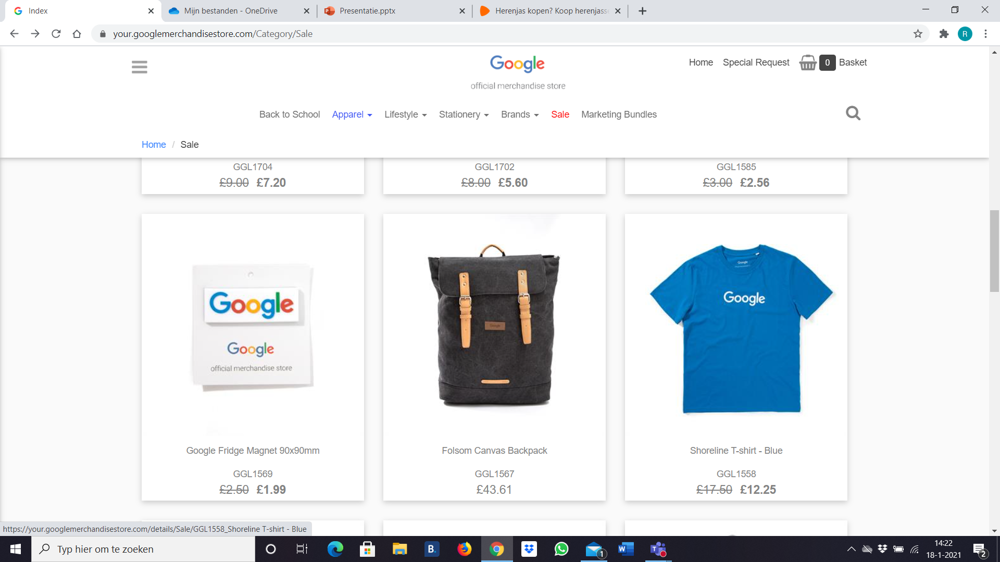 Index
Mijn bestanden - OneDrive
Presentatie.pptx
Herenjas kopen? Koop herenjass
your.googlemerchandisestore.com/Category/Sale
R
Google
official merchandise store
Home
Special Request
0
Basket
Back to School
Apparel
Lifestyle
Stationery
Brands
Sale
Marketing Bundles
Home / Sale
GGL1704
£9.00 £7.20
GGL1702
£8.00 £5.60
GGL1585
£3.00 £2.56
Google
Google
official merchandise store
Google Fridge Magnet 90x90mm
GGL1569
£2.50 £1.99
Google
Folsom Canvas Backpack
GGL1567
£43.61
Google
Google
Shoreline T-shirt - Blue
GGL1558
£17.50 £12.25
https://your.googlemerchandisestore.com/details/Sale/GGL1558_Shoreline T-shirt - Blue
Typ hier om te zoeken
B.
1
W
T
14:22
18-1-2021
2